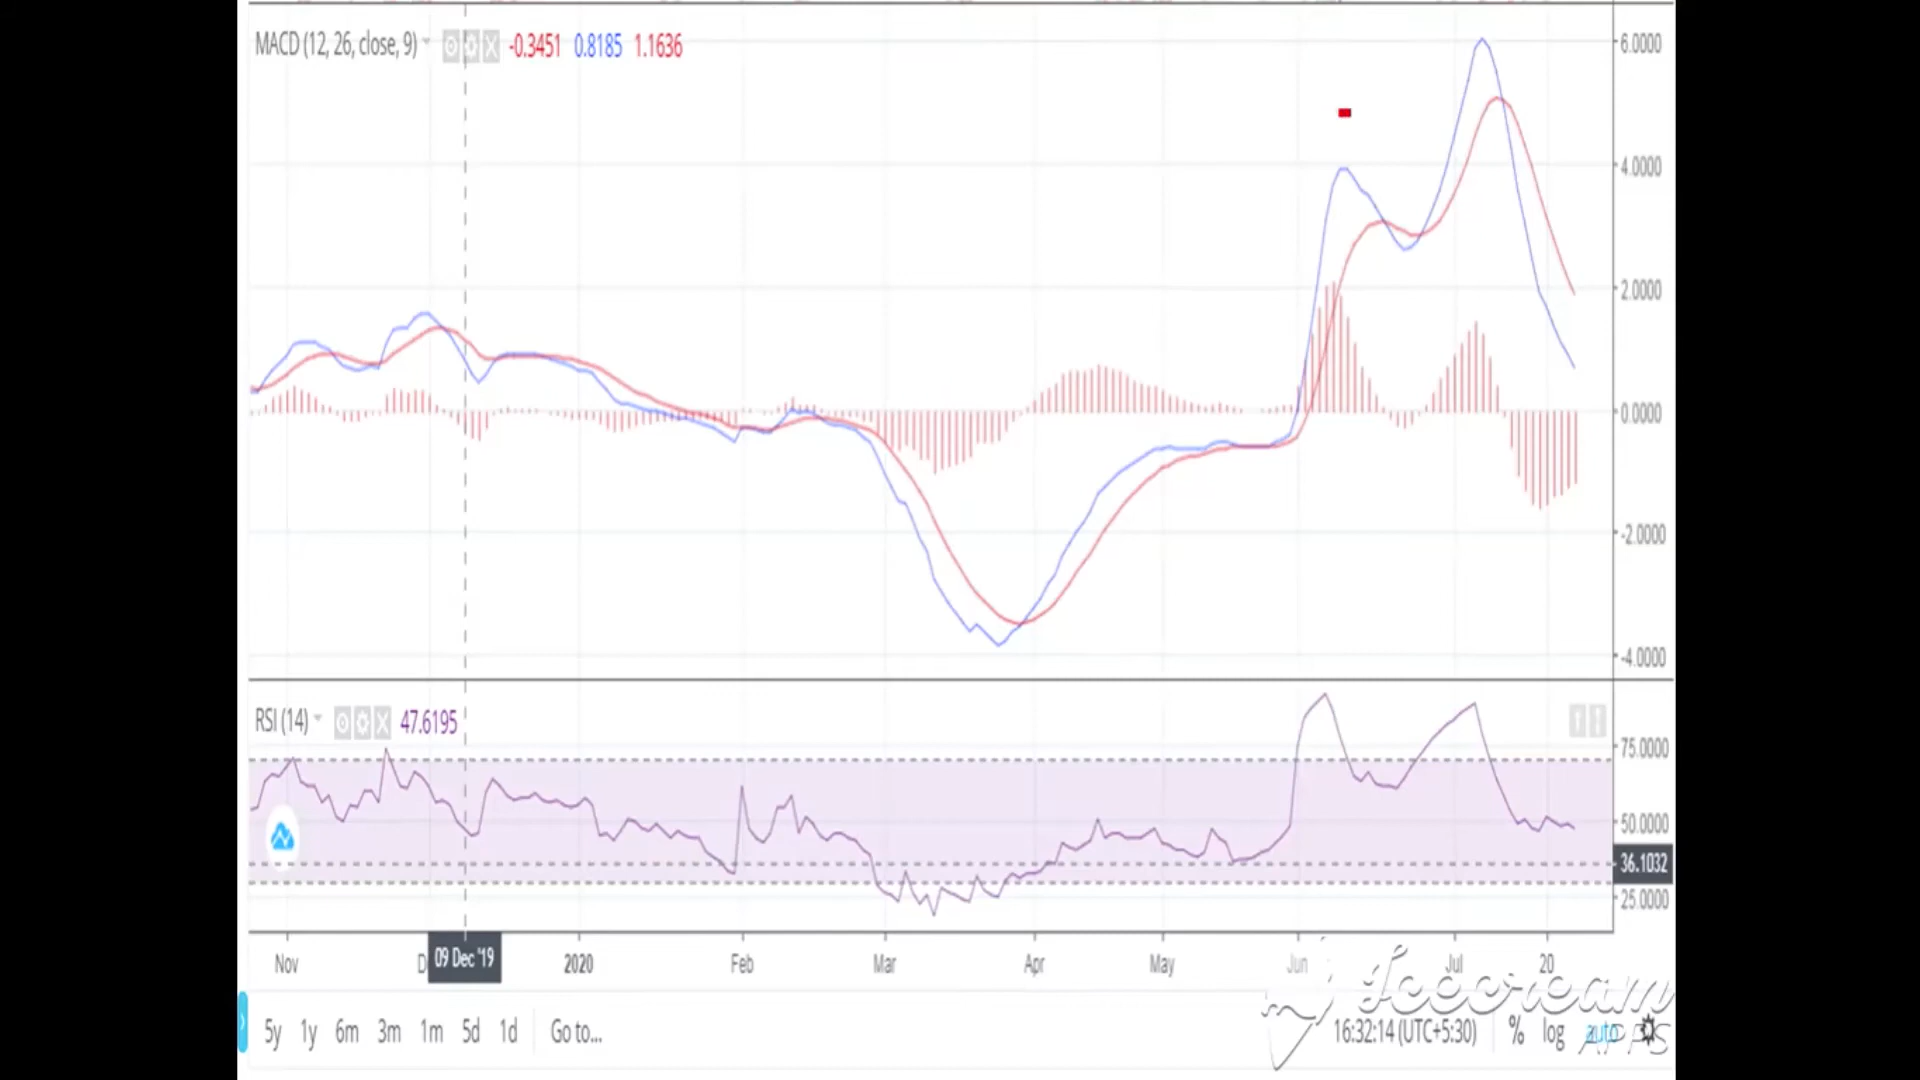 MACD (12, 26, close, 9) -0.3451 0.8185 1.1636
6.0000
4.0000
2.0000
0.0000
-2.0000
-4.0000
RSI (14) 47.6195
75.0000
50.0000
36.1032
25.0000
Nov 09 Dec '19 2020 Feb Mar Apr May Jun Jul 20
Icecream
APPS
5y 1y 6m 3m 1m 5d 1d Go to... 16:32:14 (UTC+5:30) % log auto